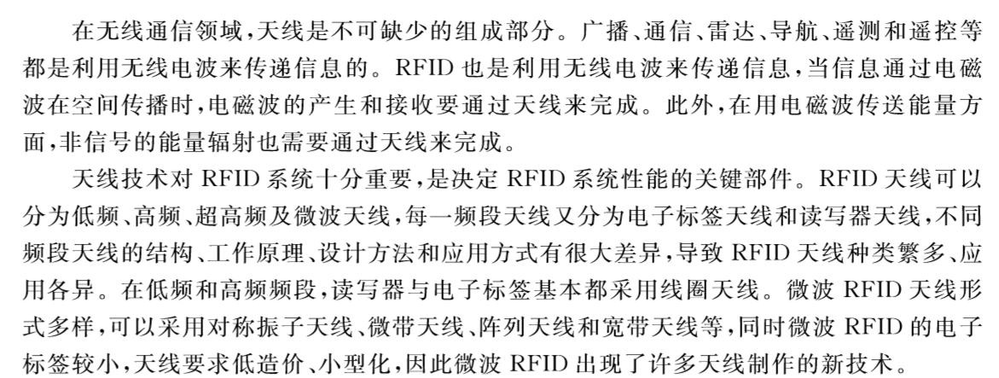 在无线通信领域,天线是不可缺少的组成部分。广播、通信、雷达、导航、遥测和遥控等
都是利用无线电波来传递信息的。RFID 也是利用无线电波来传递信息,当信息通过电磁
波在空间传播时,电磁波的产生和接收要通过天线来完成。此外,在用电磁波传送能量方
面,非信号的能量辐射也需要通过天线来完成。
天线技术对 RFID 系统十分重要,是决定 RFID 系统性能的关键部件。RFID 天线可以
分为低频、高频、超高频及微波天线,每一频段天线又分为电子标签天线和读写器天线,不同
频段天线的结构、工作原理、设计方法和应用方式有很大差异,导致 RFID 天线种类繁多、应
用各异。在低频和高频频段,读写器与电子标签基本都采用线圈天线。微波 RFID 天线形
式多样,可以采用对称振子天线、微带天线、阵列天线和宽带天线等,同时微波 RFID 的电子
标签较小,天线要求低造价、小型化,因此微波 RFID 出现了许多天线制作的新技术。